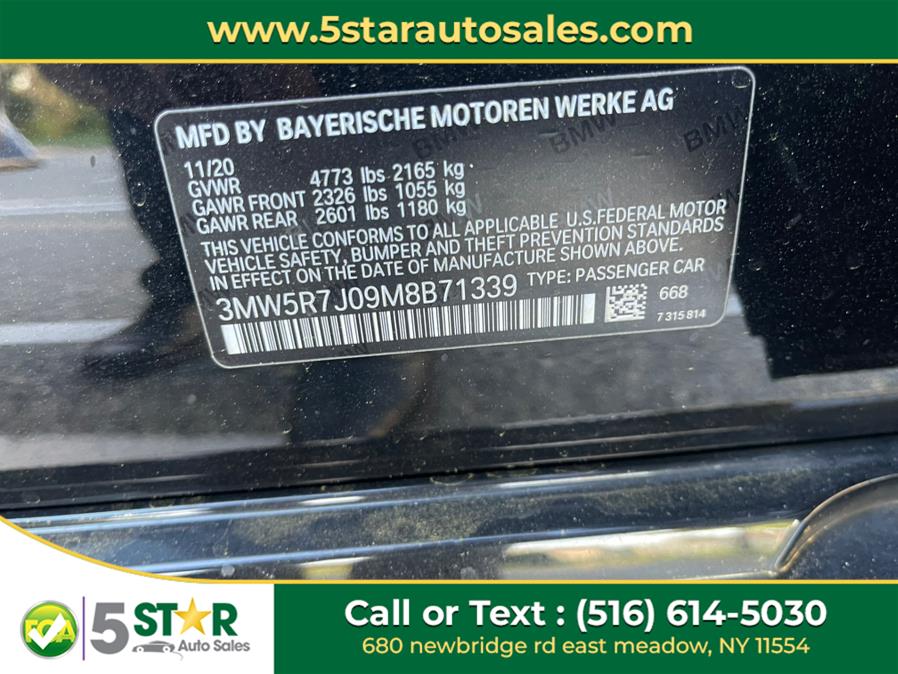 www.5starautosales.com
MFD BY BAYERISCHE MOTOREN WERKE AG
11/20
GVWR 4773 lbs 2165 kg
GAWR FRONT 2326 lbs 1055 kg
GAWR REAR 2601 lbs 1180 kg
THIS VEHICLE CONFORMS TO ALL APPLICABLE U.S.FEDERAL MOTOR
VEHICLE SAFETY, BUMPER AND THEFT PREVENTION STANDARDS
IN EFFECT ON THE DATE OF MANUFACTURE SHOWN ABOVE.
3MW5R7J09M8B71339 TYPE: PASSENGER CAR
668
7 315 814
BMW
BMW
BMW
5 STAR
Auto Sales
Call or Text : (516) 614-5030
680 newbridge rd east meadow, NY 11554